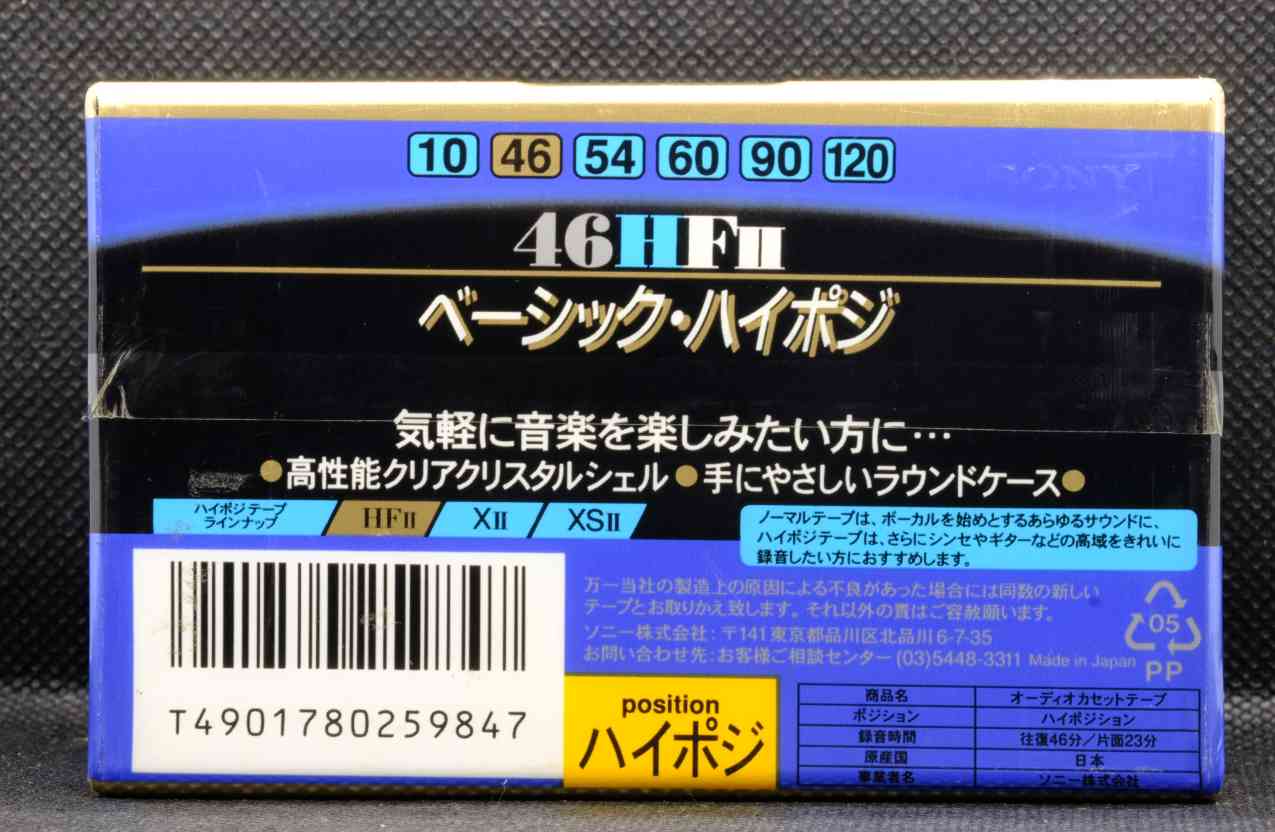 10 46 54 60 90 120
46HFII
ベーシック・ハイポジ
気軽に音楽を楽しみたい方に…
●高性能クリアクリスタルシェル●手にやさしいラウンドケース●
ハイポジテープ
ラインナップ
HFII XII XSII
ノーマルテープは、ボーカルを始めとするあらゆるサウンドに、
ハイポジテープは、さらにシンセやギターなどの高域をきれいに
録音したい方におすすめします。
万一当社の製造上の原因による不良があった場合には同数の新しい
テープとお取りかえ致します。それ以外の責はご容赦願います。
ソニー株式会社:〒141 東京都品川区北品川6-7-35
お問い合わせ先:お客様ご相談センター(03)5448-3311 Made in Japan
05
PP
T4901780259847
position
ハイポジ
商品名 オーディオカセットテープ
ポジション ハイポジション
録音時間 往復46分/片面23分
原産国 日本
事業者名 ソニー株式会社